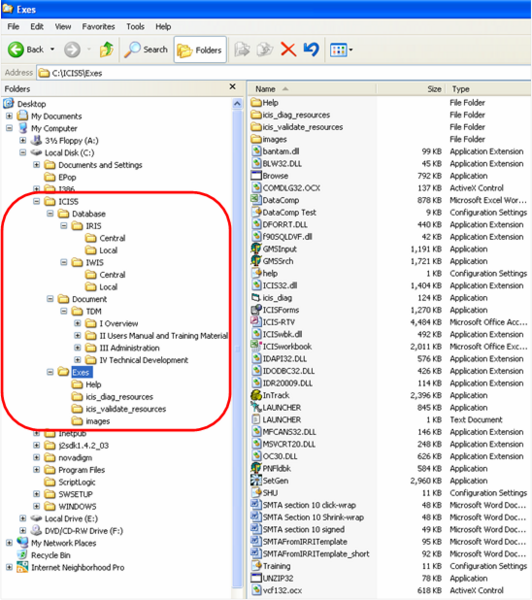 Exes
File Edit View Favorites Tools Help
Back Search Folders
Address C:\ICIS5\Exes
Folders
Desktop
My Documents
My Computer
3½ Floppy (A:)
Local Disk (C:)
Documents and Settings
EPop
I386
ICIS5
Database
IRIS
Central
Local
IWIS
Central
Local
Document
TDM
I Overview
II Users Manual and Training Material
III Administration
IV Technical Development
Exes
Help
icis_diag_resources
icis_validate_resources
images
Inetpub
j2sdk1.4.2_03
novadigm
Program Files
ScriptLogic
SWSETUP
WINDOWS
Local Drive (E:)
DVD/CD-RW Drive (F:)
My Network Places
Recycle Bin
Internet Neighborhood Pro
Name Size Type
Help File Folder
icis_diag_resources File Folder
icis_validate_resources File Folder
images File Folder
bantam.dll 99 KB Application Extension
BLW32.DLL 45 KB Application Extension
Browse 792 KB Application
COMDLG32.OCX 137 KB ActiveX Control
DataComp 878 KB Microsoft Excel Wor...
DataComp Test 9 KB Configuration Settings
DFORRT.DLL 440 KB Application Extension
f90SQLDVF.dl 42 KB Application Extension
GMSInput 1,191 KB Application
GMSSrch 1,721 KB Application
help 1 KB Configuration Settings
ICIS32.dll 1,404 KB Application Extension
icis_diag 124 KB Application
ICISForms 1,270 KB Application
ICIS-RTV 4,484 KB Microsoft Office Acce...
ICISwbk.dll 492 KB Application Extension
ICISworkbook 2,011 KB Microsoft Office Exc...
IDAPI32.DLL 576 KB Application Extension
IDODBC32.DLL 426 KB Application Extension
IDR20009.DLL 114 KB Application Extension
InTrack 2,396 KB Application
LAUNCHER 845 KB Application
LAUNCHER 1 KB Text Document
MFCANS32.DLL 146 KB Application Extension
MSVCRT20.DLL 248 KB Application Extension
OC30.DLL 626 KB Application Extension
PNFldbk 584 KB Application
SetGen 2,960 KB Application
SHU 11 KB Configuration Settings
SMTA section 10 click-wrap 48 KB Microsoft Word Doc...
SMTA Section 10 Shrink-wrap 48 KB Microsoft Word Doc...
SMTA section 10 signed 49 KB Microsoft Word Doc...
SMTAFromIRRITemplate 95 KB Microsoft Word Doc...
SMTAFromIRRITemplate_short 92 KB Microsoft Word Doc...
Training 11 KB Configuration Settings
UNZIP32 78 KB Application
vcf132.ocx 618 KB ActiveX Control